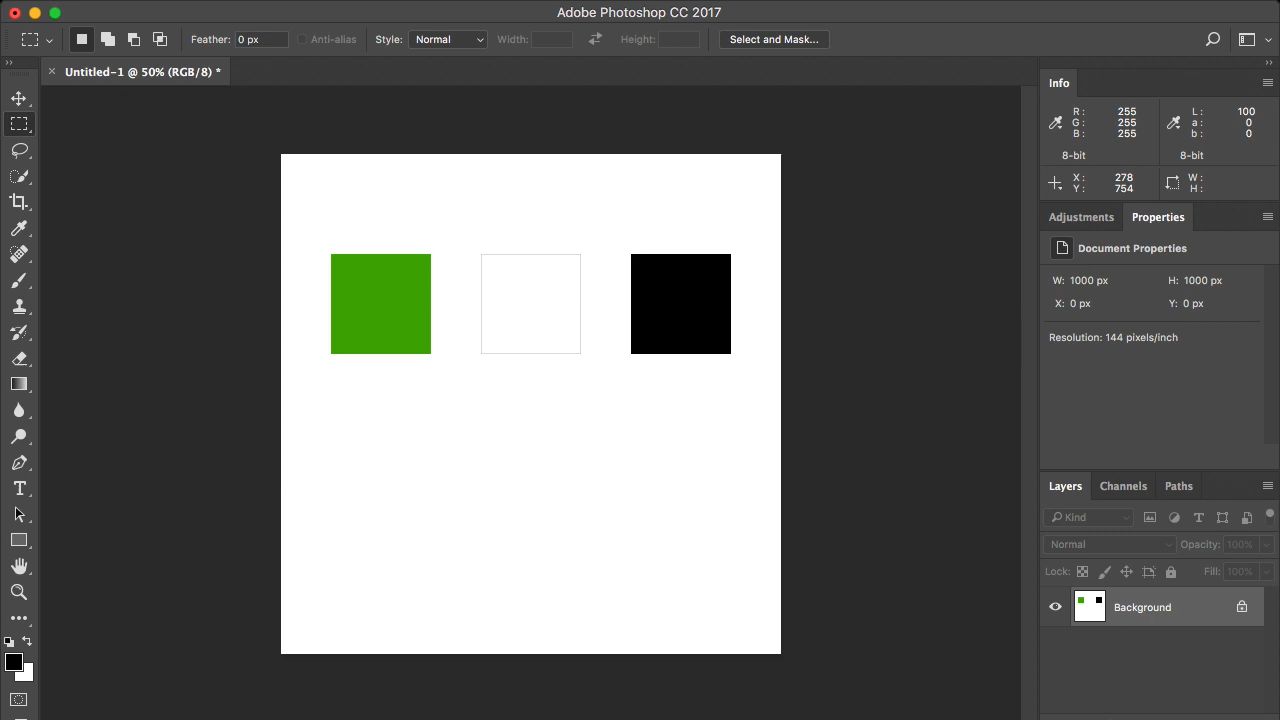 Adobe Photoshop CC 2017
Feather: 0 px Anti-alias Style: Normal Width: Height: Select and Mask...
Untitled-1 @ 50% (RGB/8) *
Info
R: 255 L: 100
G: 255 a: 0
B: 255 b: 0
8-bit 8-bit
X: 278 W:
Y: 754 H:
Adjustments Properties
Document Properties
W: 1000 px H: 1000 px
X: 0 px Y: 0 px
Resolution: 144 pixels/inch
Layers Channels Paths
Kind
Normal Opacity: 100%
Lock: Fill: 100%
Background